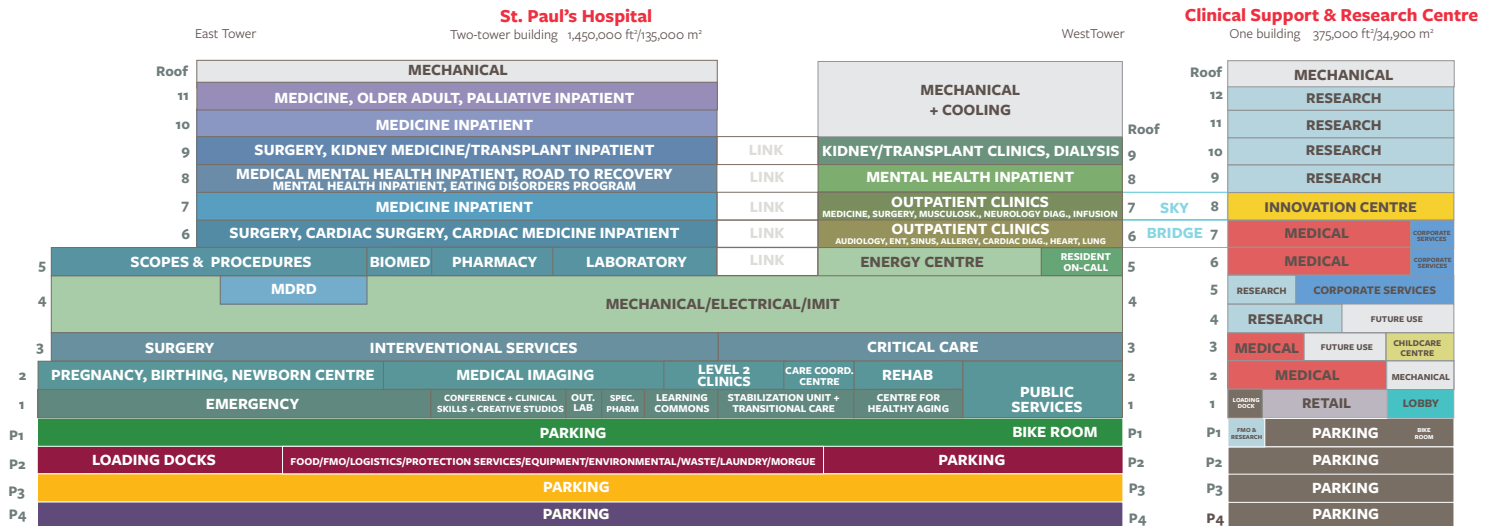 St. Paul's Hospital
East Tower
Two-tower building 1,450,000 ft²/135,000 m²
WestTower
Clinical Support & Research Centre
One building 375,000 ft²/34,900 m²
Roof
MECHANICAL
MECHANICAL
+ COOLING
Roof
MECHANICAL
11
MEDICINE, OLDER ADULT, PALLIATIVE INPATIENT
12
RESEARCH
10
MEDICINE INPATIENT
Roof
11
RESEARCH
9
SURGERY, KIDNEY MEDICINE/TRANSPLANT INPATIENT
LINK
KIDNEY/TRANSPLANT CLINICS, DIALYSIS
9
10
RESEARCH
8
MEDICAL MENTAL HEALTH INPATIENT, ROAD TO RECOVERY
MENTAL HEALTH INPATIENT, EATING DISORDERS PROGRAM
LINK
MENTAL HEALTH INPATIENT
8
9
RESEARCH
7
MEDICINE INPATIENT
LINK
OUTPATIENT CLINICS
MEDICINE, SURGERY, MUSCULOSK., NEUROLOGY DIAG., INFUSION
7
SKY
8
INNOVATION CENTRE
6
SURGERY, CARDIAC SURGERY, CARDIAC MEDICINE INPATIENT
LINK
OUTPATIENT CLINICS
AUDIOLOGY, ENT, SINUS, ALLERGY, CARDIAC DIAG., HEART, LUNG
6
BRIDGE
7
MEDICAL
CORPORATE
SERVICES
5
SCOPES & PROCEDURES
BIOMED
PHARMACY
LABORATORY
LINK
ENERGY CENTRE
RESIDENT
ON-CALL
5
6
MEDICAL
CORPORATE
SERVICES
4
MDRD
MECHANICAL/ELECTRICAL/IMIT
4
5
RESEARCH
CORPORATE SERVICES
4
RESEARCH
FUTURE USE
3
SURGERY
INTERVENTIONAL SERVICES
CRITICAL CARE
3
3
MEDICAL
FUTURE USE
CHILDCARE
CENTRE
2
PREGNANCY, BIRTHING, NEWBORN CENTRE
MEDICAL IMAGING
LEVEL 2
CLINICS
CARE COORD.
CENTRE
REHAB
PUBLIC
SERVICES
2
2
MEDICAL
MECHANICAL
1
EMERGENCY
CONFERENCE + CLINICAL
SKILLS + CREATIVE STUDIOS
OUT.
LAB
SPEC.
PHARM
LEARNING
COMMONS
STABILIZATION UNIT +
TRANSITIONAL CARE
CENTRE FOR
HEALTHY AGING
1
1
LOADING
DOCK
RETAIL
LOBBY
P1
PARKING
BIKE ROOM
P1
P1
FMO &
RESEARCH
PARKING
BIKE
ROOM
P2
LOADING DOCKS
FOOD/FMO/LOGISTICS/PROTECTION SERVICES/EQUIPMENT/ENVIRONMENTAL/WASTE/LAUNDRY/MORGUE
PARKING
P2
P2
PARKING
P3
PARKING
P3
P3
PARKING
P4
PARKING
P4
P4
PARKING